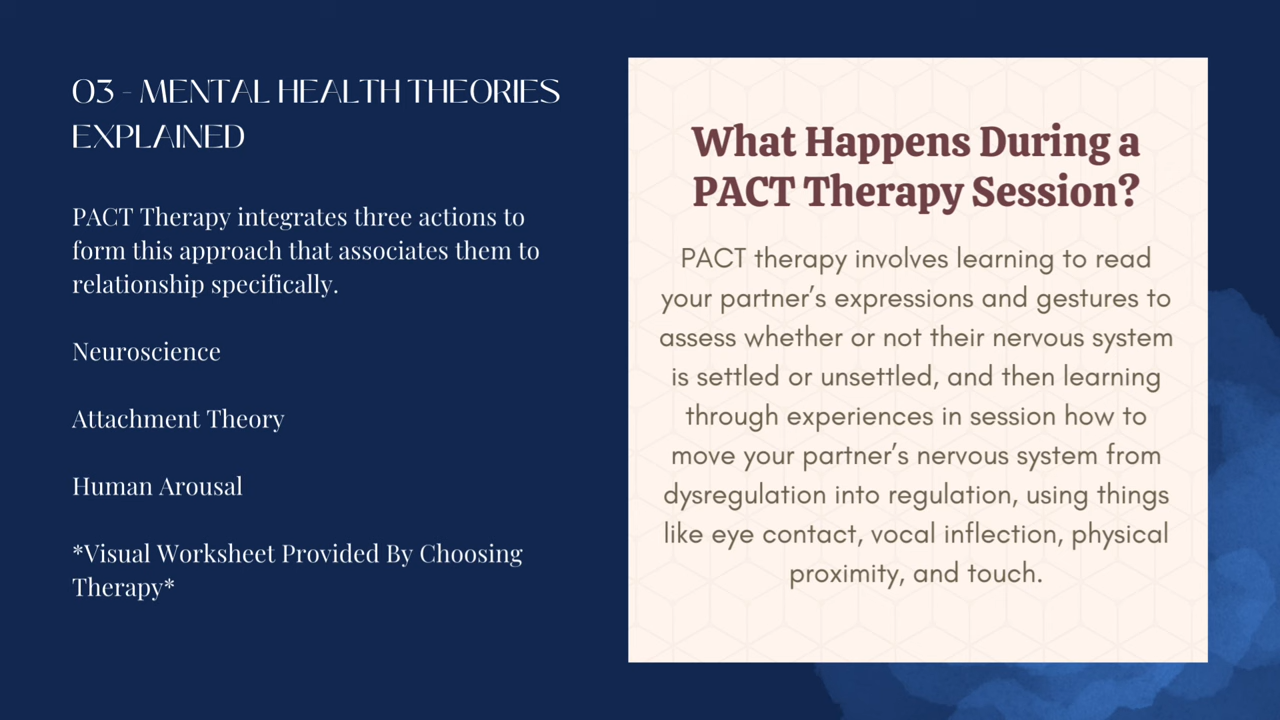 03 - MENTAL HEALTH THEORIES
EXPLAINED
PACT Therapy integrates three actions to
form this approach that associates them to
relationship specifically.
Neuroscience
Attachment Theory
Human Arousal
*Visual Worksheet Provided By Choosing
Therapy*
What Happens During a
PACT Therapy Session?
PACT therapy involves learning to read
your partner’s expressions and gestures to
assess whether or not their nervous system
is settled or unsettled, and then learning
through experiences in session how to
move your partner’s nervous system from
dysregulation into regulation, using things
like eye contact, vocal inflection, physical
proximity, and touch.